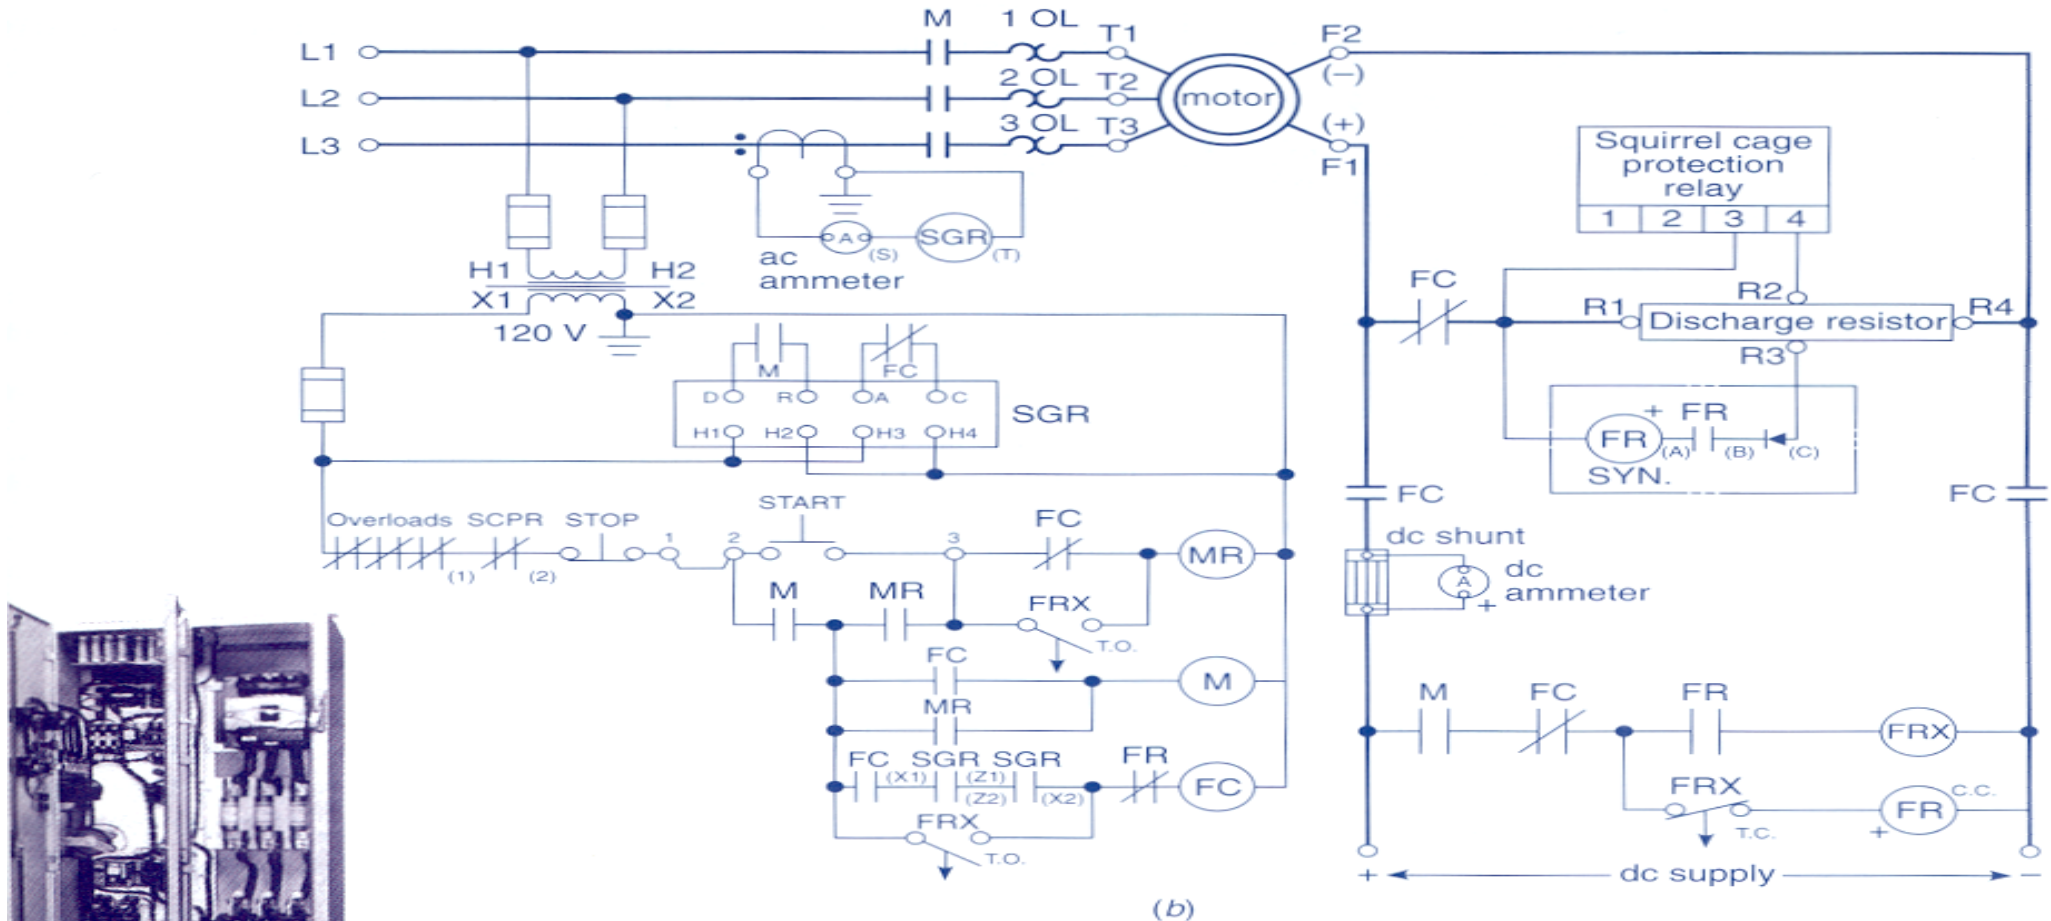 M 1 OL T1 F2
L1
(−)
L2 2 OL T2 motor
L3 3 OL T3 (+)
F1
Squirrel cage
protection
relay
1 2 3 4
A (S) SGR (T)
ac
ammeter
H1 H2
X1 X2
120 V
FC
R2
R1 Discharge resistor R4
R3
M FC
D R A C
SGR
H1 H2 H3 H4
+ FR
FR (A) (B) (C)
SYN.
FC FC
START
Overloads SCPR STOP 1 2 3 FC
(1) (2) MR
dc shunt
A dc
ammeter
+
M MR FRX
T.O.
FC
M
MR
FC SGR SGR FR
(X1) (Z1)
(Z2) (X2) FC
FRX
T.O.
M FC FR
FRX
FRX C.C.
FR
T.C. +
+ dc supply −
(b)